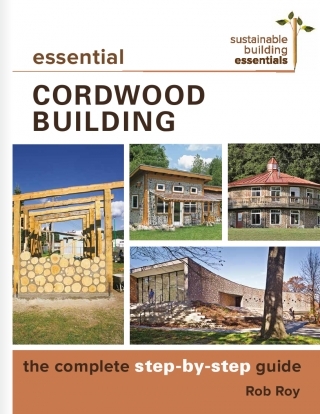 sustainable
building
essentials
essential
CORDWOOD
BUILDING
the complete step-by-step guide
Rob Roy